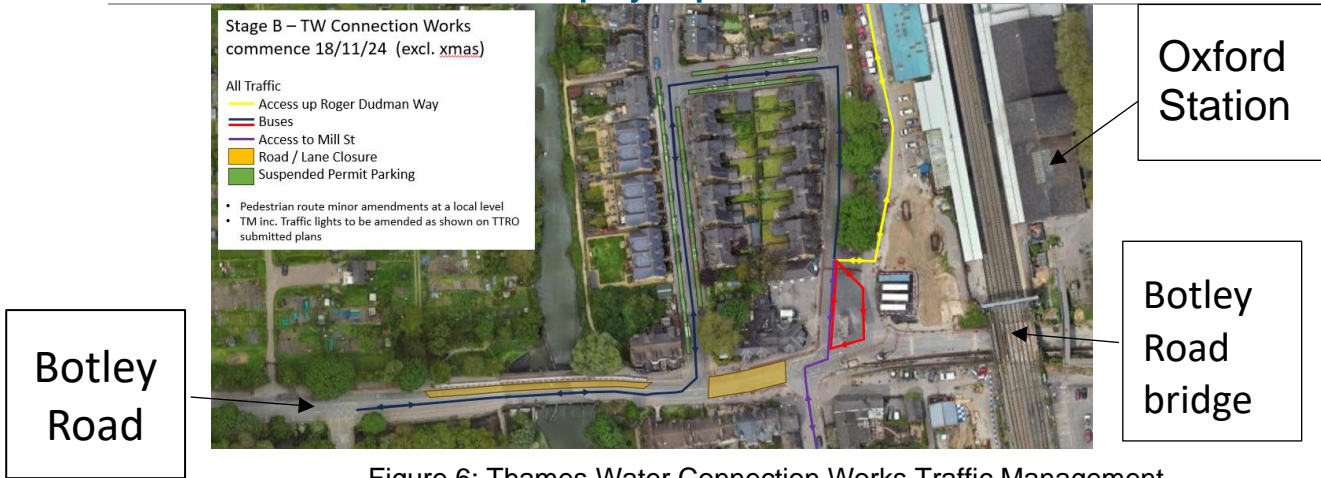 Stage B – TW Connection Works
commence 18/11/24 (excl. xmas)
All Traffic
Access up Roger Dudman Way
Buses
Access to Mill St
Road / Lane Closure
Suspended Permit Parking
• Pedestrian route minor amendments at a local level
• TM inc. Traffic lights to be amended as shown on TTRO
submitted plans
Oxford
Station
Botley
Road
bridge
Botley
Road
Figure 6: Thames Water Connection Works Traffic Management